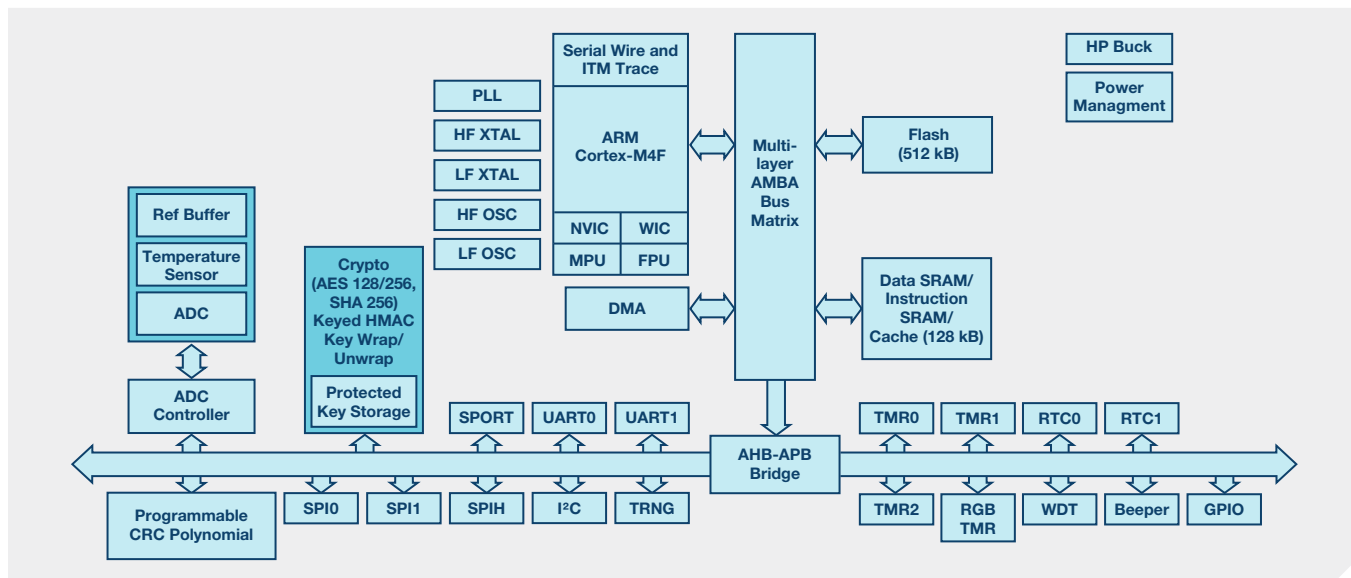 Serial Wire and
ITM Trace
HP Buck
Power
Managment
PLL
HF XTAL
LF XTAL
HF OSC
LF OSC
ARM
Cortex-M4F
NVIC
WIC
MPU
FPU
DMA
Multi-
layer
AMBA
Bus
Matrix
Flash
(512 kB)
Data SRAM/
Instruction
SRAM/
Cache (128 kB)
Ref Buffer
Temperature
Sensor
ADC
ADC
Controller
Crypto
(AES 128/256,
SHA 256)
Keyed HMAC
Key Wrap/
Unwrap
Protected
Key Storage
SPORT
UART0
UART1
AHB-APB
Bridge
TMR0
TMR1
RTC0
RTC1
Programmable
CRC Polynomial
SPI0
SPI1
SPIH
I²C
TRNG
TMR2
RGB
TMR
WDT
Beeper
GPIO